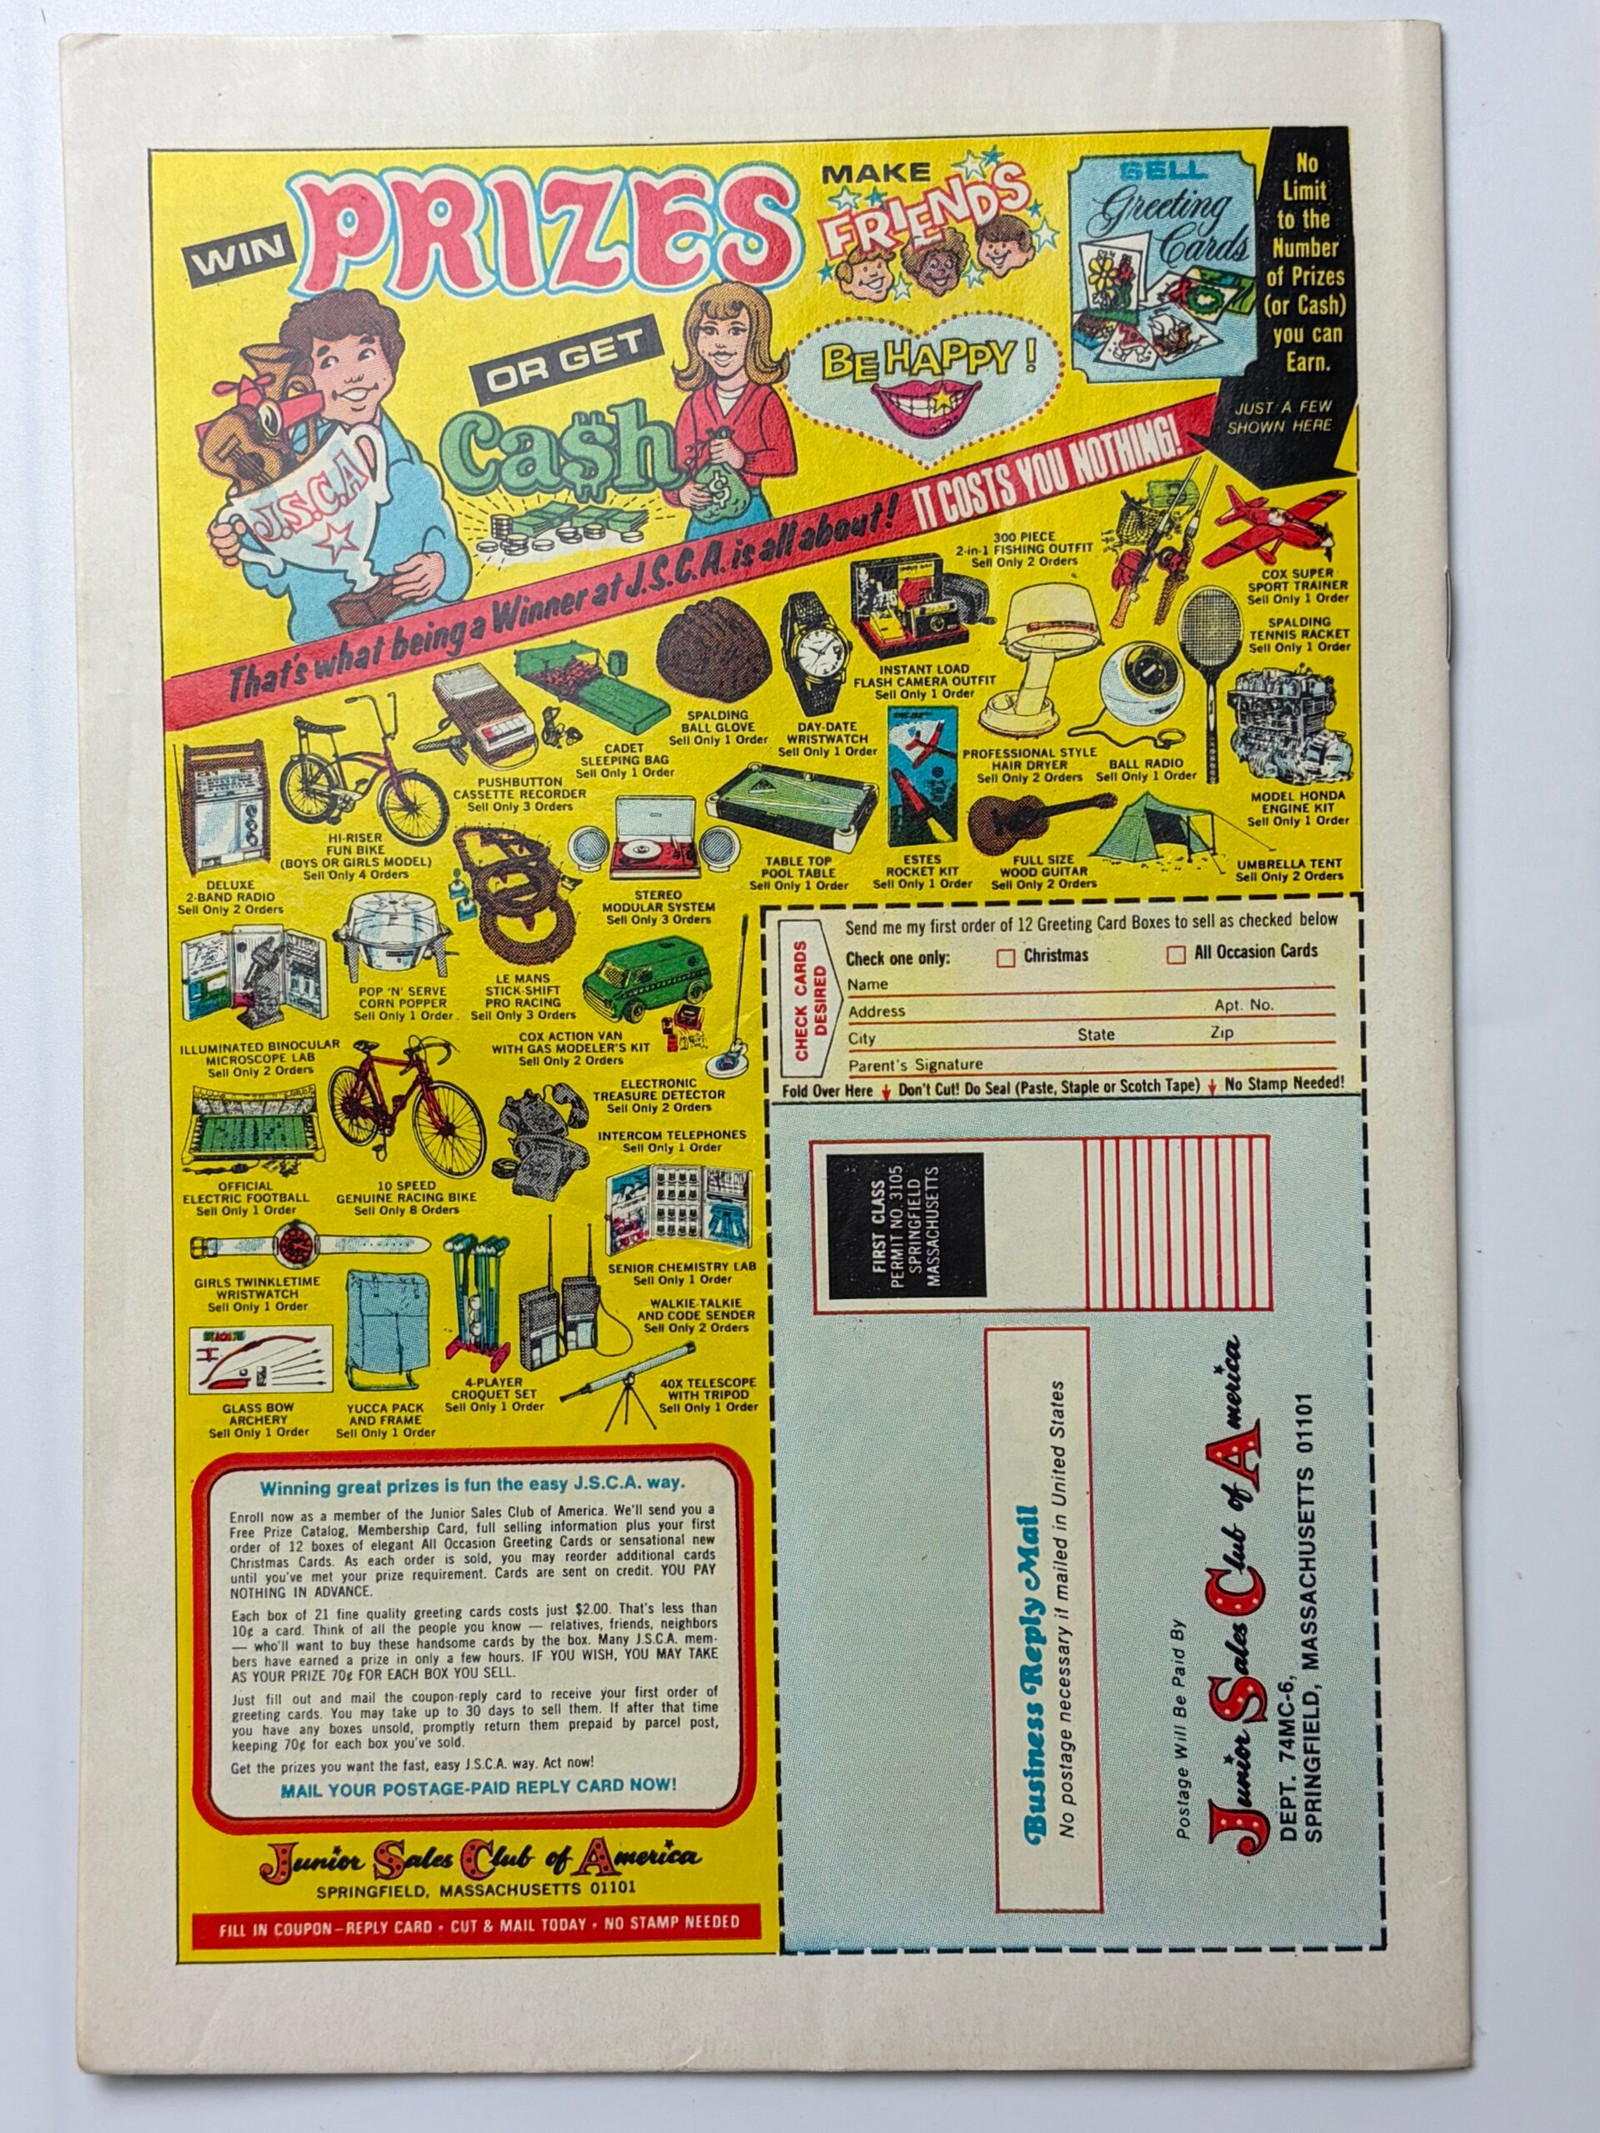 WIN PRIZES
OR GET
Ca$h
MAKE
FRIENDS
BE HAPPY!
SELL
Greeting
Cards
No
Limit
to the
Number
of Prizes
(or Cash)
you can
Earn.
JUST A FEW
SHOWN HERE
J.S.C.A
$
That's what being a Winner at J.S.C.A. is all about! IT COSTS YOU NOTHING!
300 PIECE
2-in-1 FISHING OUTFIT
Sell Only 2 Orders
COX SUPER
SPORT TRAINER
Sell Only 1 Order
SPALDING
TENNIS RACKET
Sell Only 1 Order
INSTANT LOAD
FLASH CAMERA OUTFIT
Sell Only 1 Order
SPALDING
BALL GLOVE
Sell Only 1 Order
DAY-DATE
WRISTWATCH
Sell Only 1 Order
CADET
SLEEPING BAG
Sell Only 1 Order
PROFESSIONAL STYLE
HAIR DRYER
Sell Only 2 Orders
BALL RADIO
Sell Only 1 Order
PUSHBUTTON
CASSETTE RECORDER
Sell Only 3 Orders
MODEL HONDA
ENGINE KIT
Sell Only 1 Order
HI-RISER
FUN BIKE
(BOYS OR GIRLS MODEL)
Sell Only 4 Orders
TABLE TOP
POOL TABLE
Sell Only 1 Order
ESTES
ROCKET KIT
Sell Only 1 Order
FULL SIZE
WOOD GUITAR
Sell Only 2 Orders
UMBRELLA TENT
Sell Only 2 Orders
DELUXE
2-BAND RADIO
Sell Only 2 Orders
STEREO
MODULAR SYSTEM
Sell Only 3 Orders
POP 'N' SERVE
CORN POPPER
Sell Only 1 Order
LE MANS
STICK-SHIFT
PRO RACING
Sell Only 3 Orders
ILLUMINATED BINOCULAR
MICROSCOPE LAB
Sell Only 2 Orders
COX ACTION VAN
WITH GAS MODELER'S KIT
Sell Only 2 Orders
ELECTRONIC
TREASURE DETECTOR
Sell Only 2 Orders
INTERCOM TELEPHONES
Sell Only 1 Order
OFFICIAL
ELECTRIC FOOTBALL
Sell Only 1 Order
10 SPEED
GENUINE RACING BIKE
Sell Only 8 Orders
SENIOR CHEMISTRY LAB
Sell Only 1 Order
GIRLS TWINKLETIME
WRISTWATCH
Sell Only 1 Order
WALKIE-TALKIE
AND CODE SENDER
Sell Only 2 Orders
GLASS BOW
ARCHERY
Sell Only 1 Order
YUCCA PACK
AND FRAME
Sell Only 1 Order
4-PLAYER
CROQUET SET
Sell Only 1 Order
40X TELESCOPE
WITH TRIPOD
Sell Only 1 Order
Winning great prizes is fun the easy J.S.C.A. way.
Enroll now as a member of the Junior Sales Club of America. We'll send you a
Free Prize Catalog, Membership Card, full selling information plus your first
order of 12 boxes of elegant All Occasion Greeting Cards or sensational new
Christmas Cards. As each order is sold, you may reorder additional cards
until you've met your prize requirement. Cards are sent on credit. YOU PAY
NOTHING IN ADVANCE.
Each box of 21 fine quality greeting cards costs just $2.00. That's less than
10¢ a card. Think of all the people you know — relatives, friends, neighbors
— who'll want to buy these handsome cards by the box. Many J.S.C.A. mem-
bers have earned a prize in only a few hours. IF YOU WISH, YOU MAY TAKE
AS YOUR PRIZE 70¢ FOR EACH BOX YOU SELL.
Just fill out and mail the coupon-reply card to receive your first order of
greeting cards. You may take up to 30 days to sell them. If after that time
you have any boxes unsold, promptly return them prepaid by parcel post,
keeping 70¢ for each box you've sold.
Get the prizes you want the fast, easy J.S.C.A. way. Act now!
MAIL YOUR POSTAGE-PAID REPLY CARD NOW!
Junior Sales Club of America
SPRINGFIELD, MASSACHUSETTS 01101
FILL IN COUPON—REPLY CARD • CUT & MAIL TODAY • NO STAMP NEEDED
CHECK CARDS
DESIRED
Send me my first order of 12 Greeting Card Boxes to sell as checked below
Check one only: Christmas All Occasion Cards
Name
Address Apt. No.
City State Zip
Parent's Signature
Fold Over Here Don't Cut! Do Seal (Paste, Staple or Scotch Tape) No Stamp Needed!
FIRST CLASS
PERMIT NO. 3105
SPRINGFIELD
MASSACHUSETTS
Business Reply Mail
No postage necessary if mailed in United States
Postage Will Be Paid By
Junior Sales Club of America
DEPT. 74MC-6,
SPRINGFIELD, MASSACHUSETTS 01101